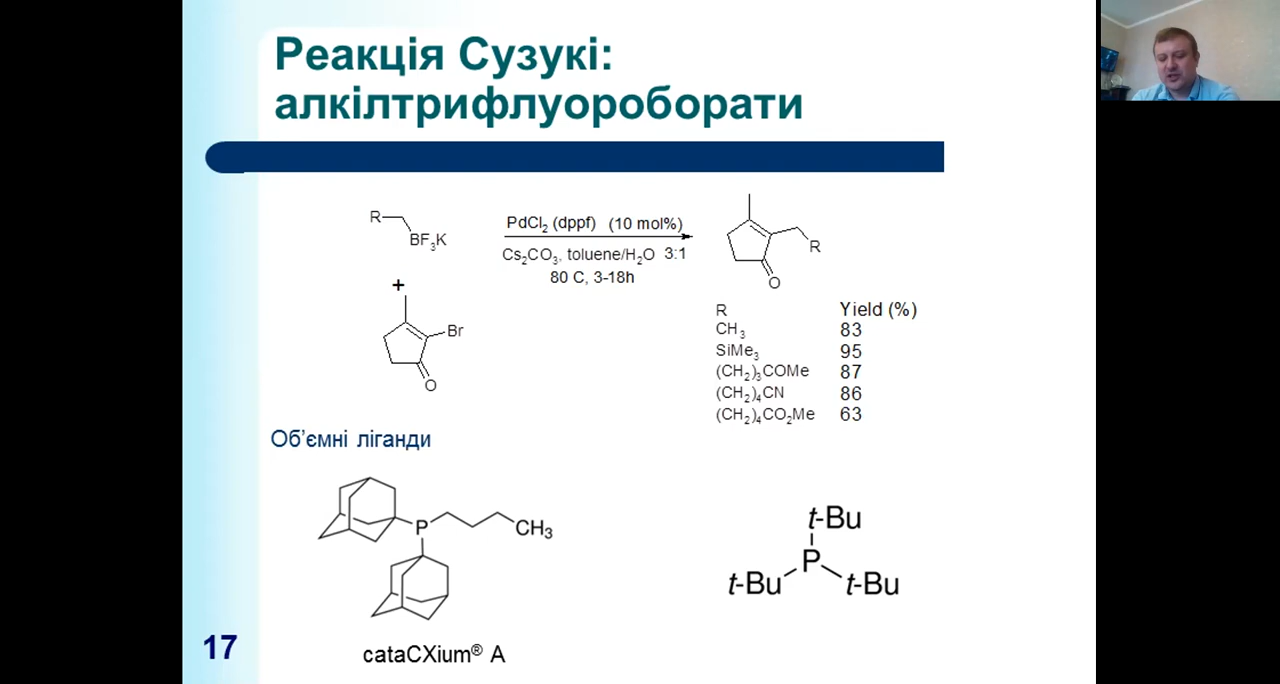 Реакція Сузукі:
алкілтрифлуороборати
R
BF₃K
+
Br
O
PdCl₂ (dppf) (10 mol%)
Cs₂CO₃, toluene/H₂O 3:1
80 C, 3-18h
R
O
R Yield (%)
CH₃ 83
SiMe₃ 95
(CH₂)₃COMe 87
(CH₂)₄CN 86
(CH₂)₄CO₂Me 63
Об’ємні ліганди
P
CH₃
cataCXium® A
t-Bu
P
t-Bu t-Bu
17